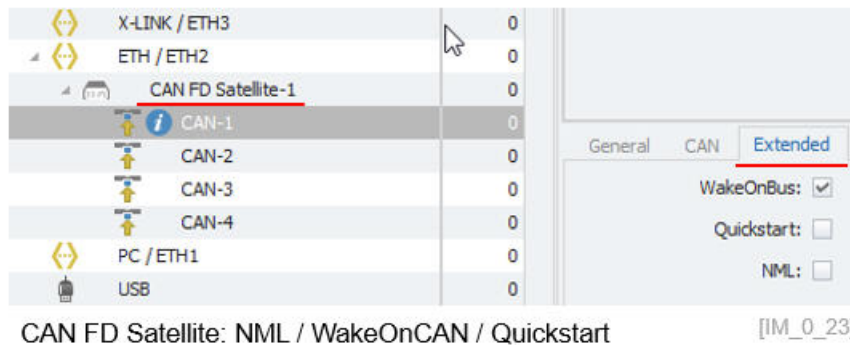 X-LINK / ETH3 0
ETH / ETH2 0
CAN FD Satellite-1 0
i CAN-1 0
CAN-2 0
CAN-3 0
CAN-4 0
PC / ETH1 0
USB 0
General CAN Extended
WakeOnBus:
Quickstart:
NML:
CAN FD Satellite: NML / WakeOnCAN / Quickstart
[IM_0_23